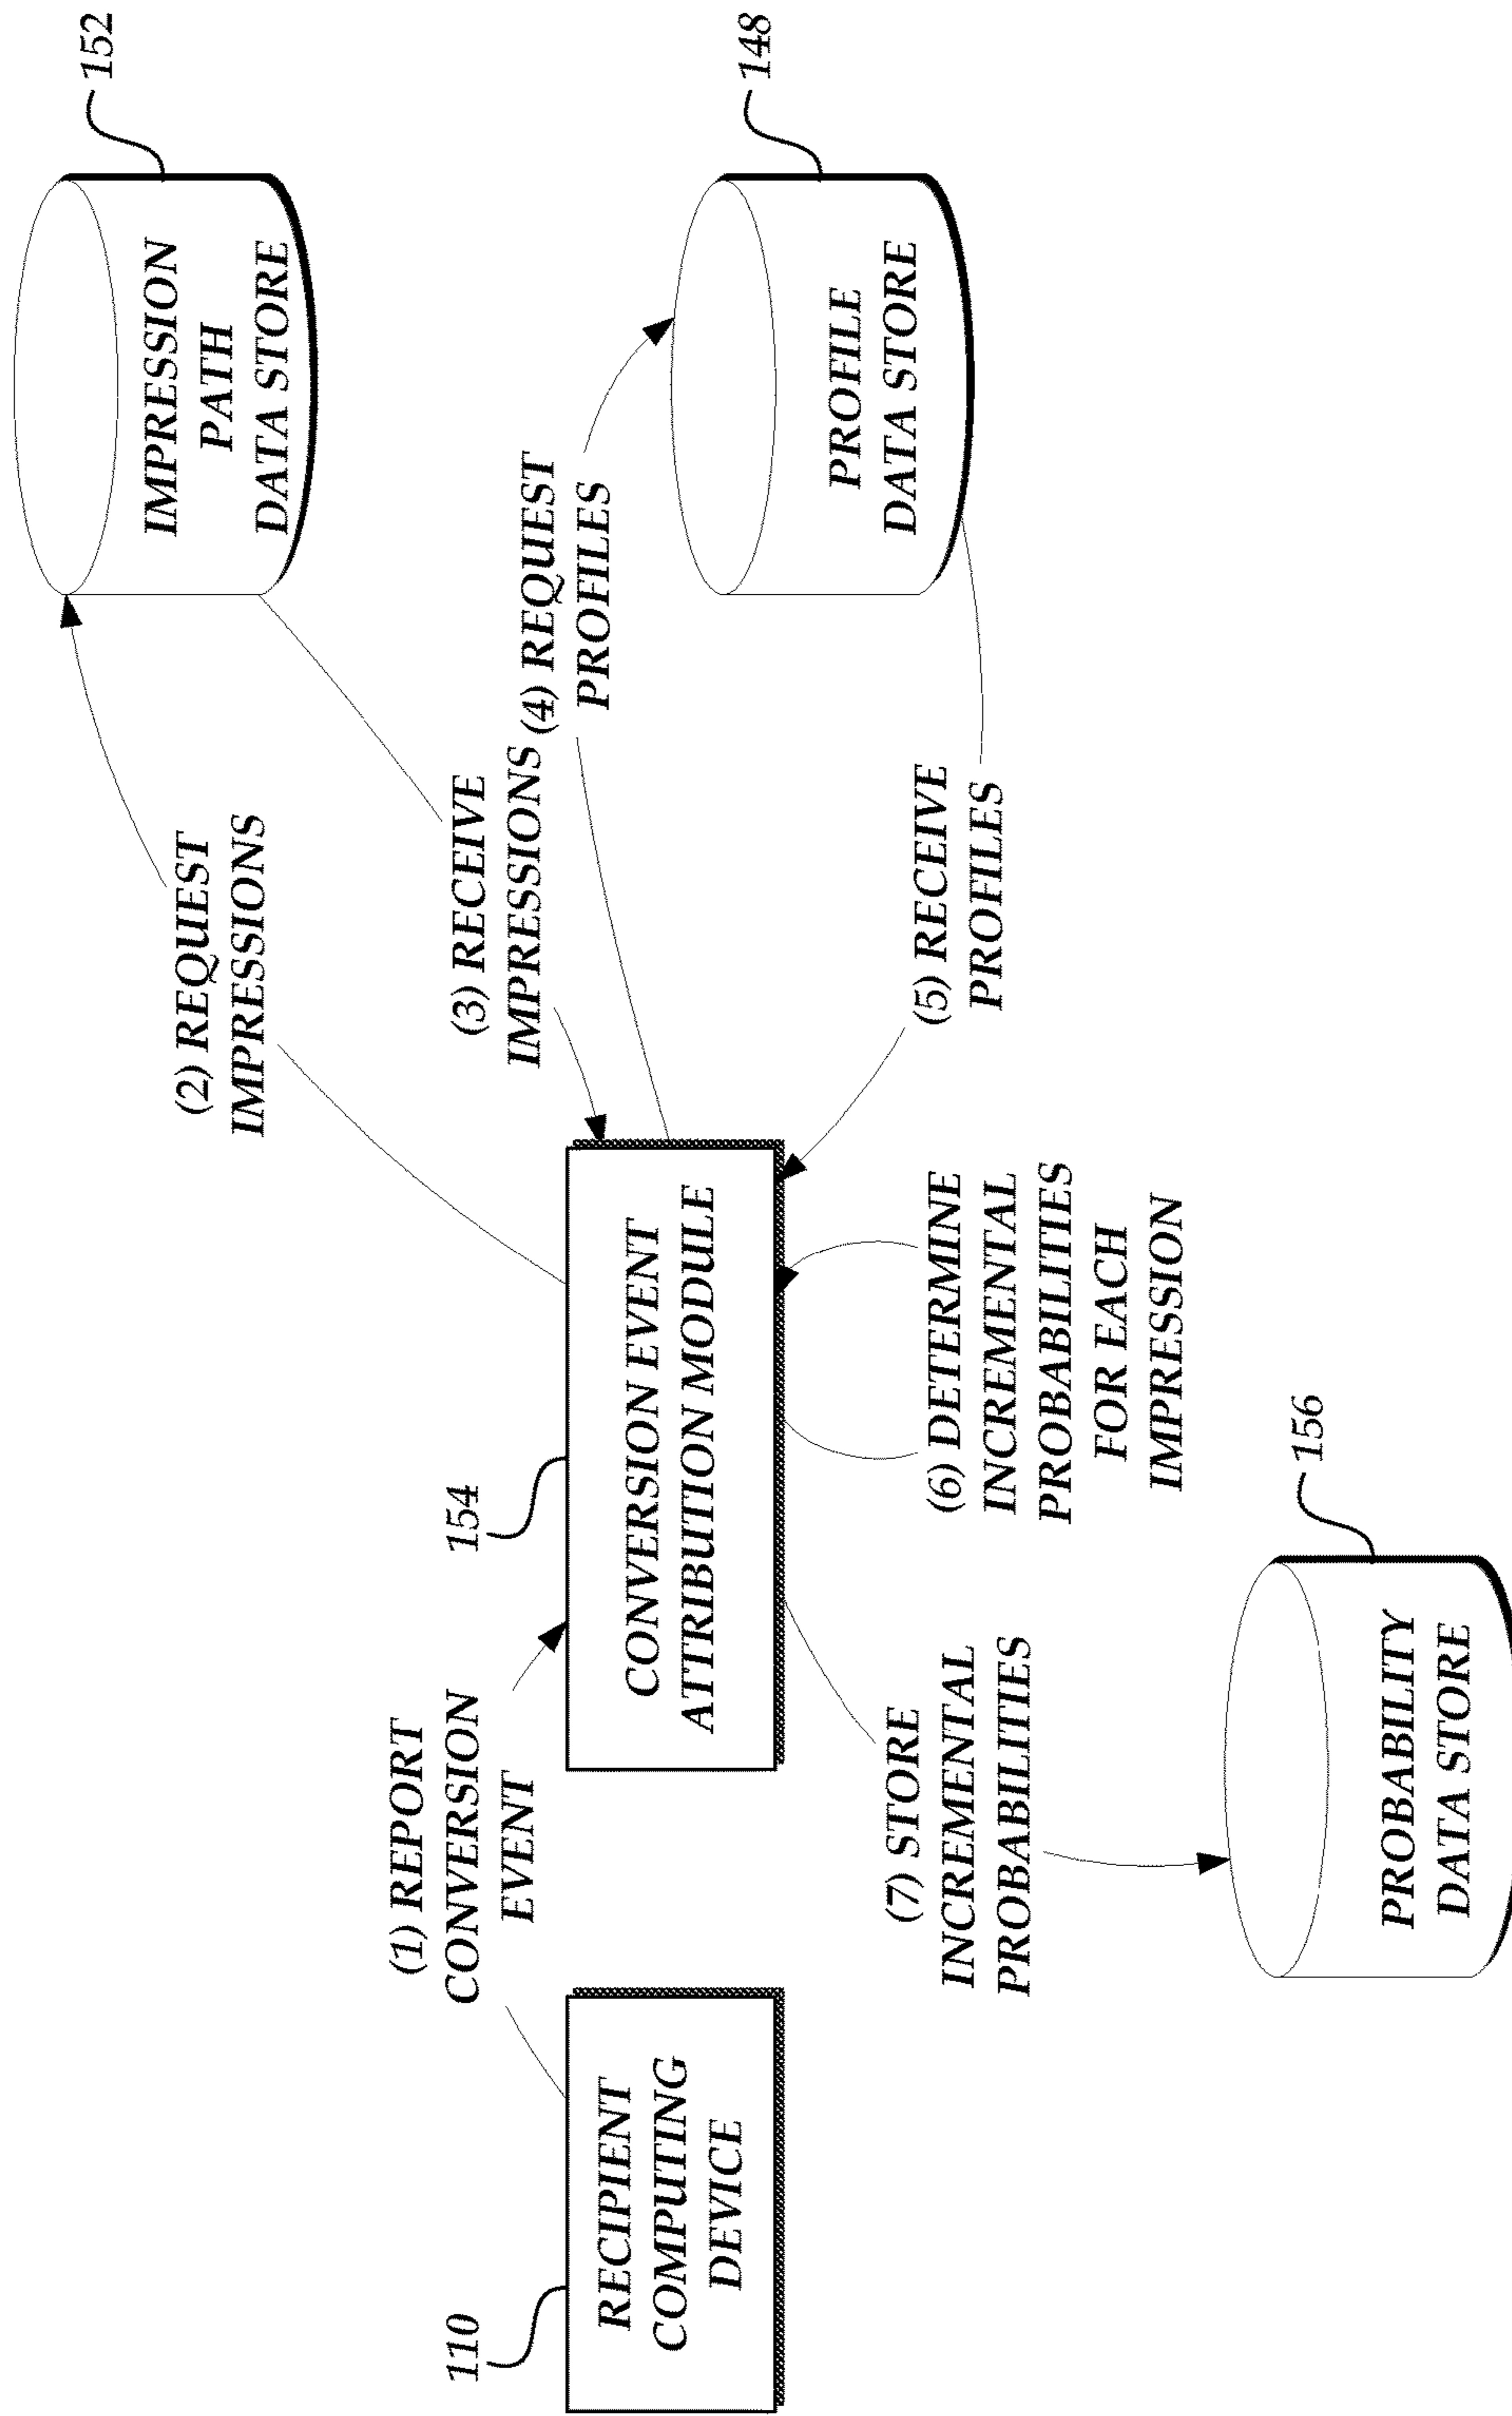 110
RECIPIENT
COMPUTING
DEVICE
(1) REPORT
CONVERSION
EVENT
154
CONVERSION EVENT
ATTRIBUTION MODULE
(2) REQUEST
IMPRESSIONS
152
IMPRESSION
PATH
DATA STORE
(3) RECEIVE
IMPRESSIONS
(4) REQUEST
PROFILES
148
PROFILE
DATA STORE
(5) RECEIVE
PROFILES
(6) DETERMINE
INCREMENTAL
PROBABILITIES
FOR EACH
IMPRESSION
(7) STORE
INCREMENTAL
PROBABILITIES
156
PROBABILITY
DATA STORE